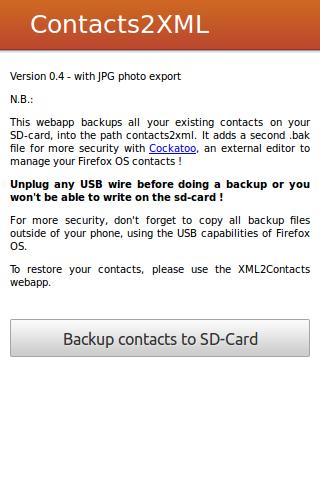 Contacts2XML
Version 0.4 - with JPG photo export
N.B.:
This webapp backups all your existing contacts on your
SD-card, into the path contacts2xml. It adds a second .bak
file for more security with Cockatoo, an external editor to
manage your Firefox OS contacts !
Unplug any USB wire before doing a backup or you
won't be able to write on the sd-card !
For more security, don't forget to copy all backup files
outside of your phone, using the USB capabilities of Firefox
OS.
To restore your contacts, please use the XML2Contacts
webapp.
Backup contacts to SD-Card